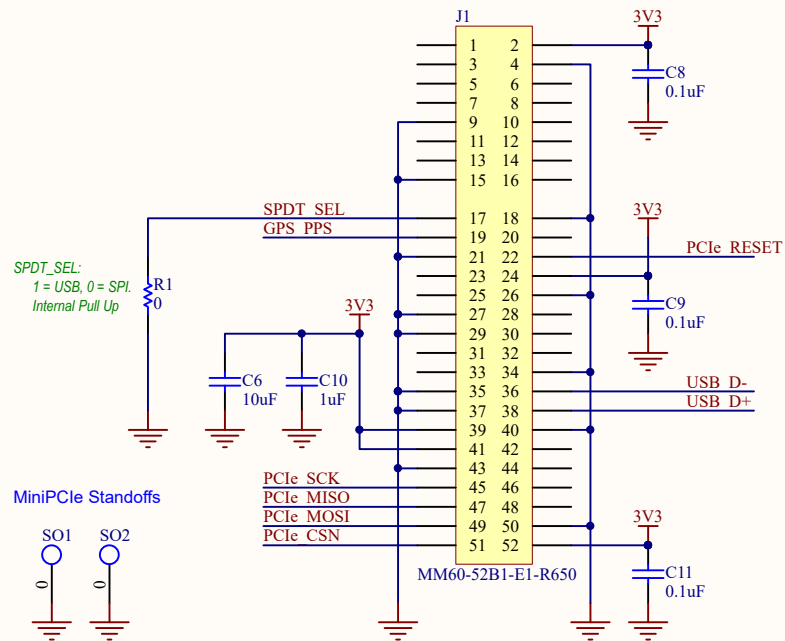 J1
3V3
1 2
3 4
C8
5 6
0.1uF
7 8
9 10
11 12
13 14
15 16
SPDT_SEL
17 18
3V3
GPS_PPS
19 20
PCIe_RESET
21 22
SPDT_SEL:
1 = USB, 0 = SPI.
Internal Pull Up
R1
0
23 24
25 26
C9
0.1uF
3V3
27 28
29 30
31 32
33 34
C6
10uF
C10
1uF
35 36
USB_D-
37 38
USB_D+
39 40
41 42
43 44
PCIe_SCK
45 46
MiniPCIe Standoffs
PCIe_MISO
47 48
PCIe_MOSI
49 50
3V3
PCIe_CSN
51 52
SO1
SO2
0
0
MM60-52B1-E1-R650
C11
0.1uF